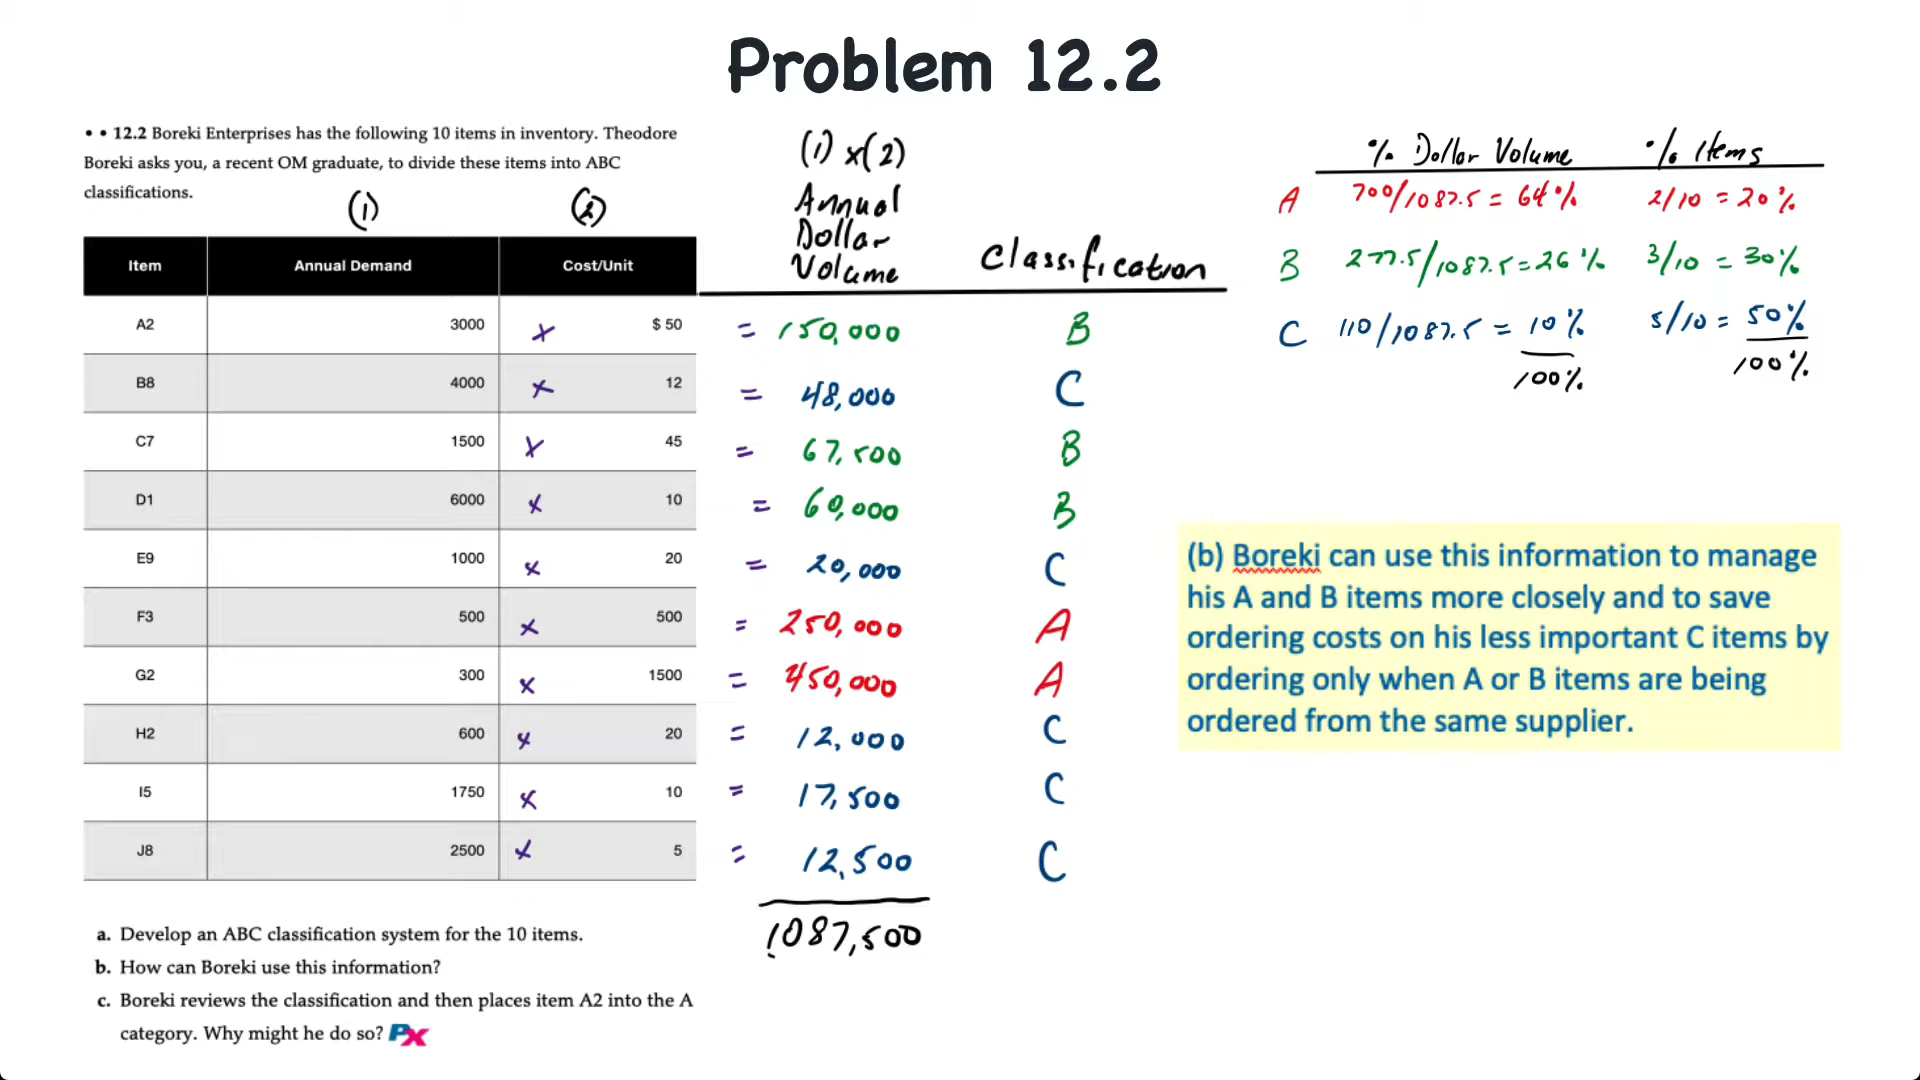 Problem 12.2
• • 12.2 Boreki Enterprises has the following 10 items in inventory. Theodore
Boreki asks you, a recent OM graduate, to divide these items into ABC
classifications.
(1) (2)
(1) x(2)
Annual
Dollar
Volume
Classification
Item Annual Demand Cost/Unit
A2 3000 x $ 50 = 150,000 B
B8 4000 x 12 = 48,000 C
C7 1500 x 45 = 67,500 B
D1 6000 x 10 = 60,000 B
E9 1000 x 20 = 20,000 C
F3 500 x 500 = 250,000 A
G2 300 x 1500 = 450,000 A
H2 600 x 20 = 12,000 C
I5 1750 x 10 = 17,500 C
J8 2500 x 5 = 12,500 C
1087,500
% Dollar Volume % Items
A 700/1087.5 = 64% 2/10 = 20%
B 277.5/1087.5 = 26% 3/10 = 30%
C 110/1087.5 = 10% 5/10 = 50%
100% 100%
(b) Boreki can use this information to manage
his A and B items more closely and to save
ordering costs on his less important C items by
ordering only when A or B items are being
ordered from the same supplier.
a. Develop an ABC classification system for the 10 items.
b. How can Boreki use this information?
c. Boreki reviews the classification and then places item A2 into the A
category. Why might he do so? PX